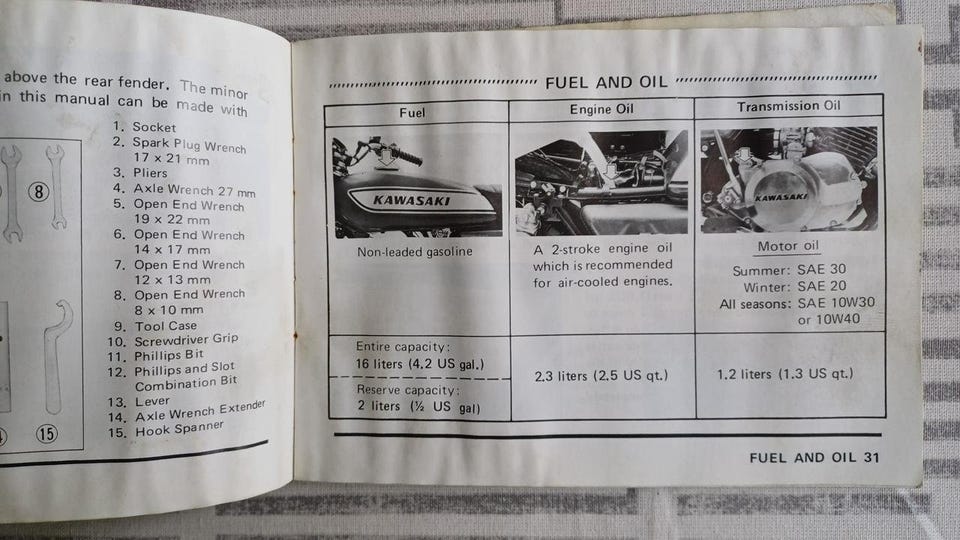 above the rear fender. The minor
in this manual can be made with
1. Socket
2. Spark Plug Wrench
17 x 21 mm
3. Pliers
4. Axle Wrench 27 mm
5. Open End Wrench
19 x 22 mm
6. Open End Wrench
14 x 17 mm
7. Open End Wrench
12 x 13 mm
8. Open End Wrench
8 x 10 mm
9. Tool Case
10. Screwdriver Grip
11. Phillips Bit
12. Phillips and Slot
Combination Bit
13. Lever
14. Axle Wrench Extender
15. Hook Spanner
8
15
FUEL AND OIL
Fuel
Engine Oil
Transmission Oil
KAWASAKI
KAWASAKI
Non-leaded gasoline
A 2-stroke engine oil
which is recommended
for air-cooled engines.
Motor oil
Summer: SAE 30
Winter: SAE 20
All seasons: SAE 10W30
or 10W40
Entire capacity:
16 liters (4.2 US gal.)
Reserve capacity:
2 liters (½ US gal)
2.3 liters (2.5 US qt.)
1.2 liters (1.3 US qt.)
FUEL AND OIL 31